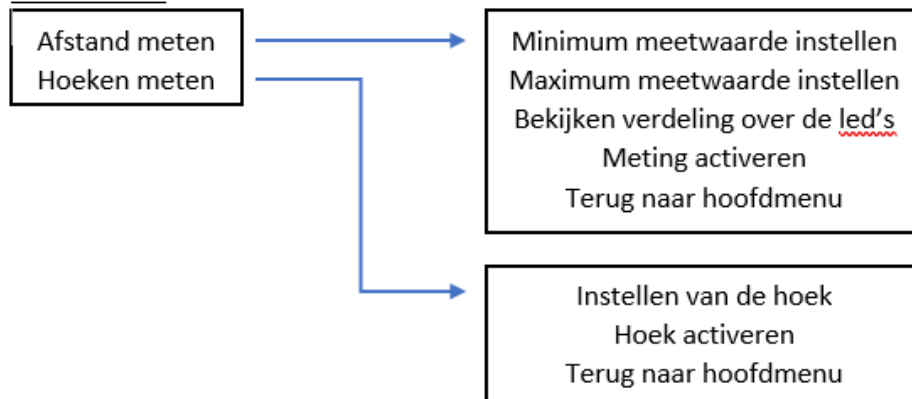 Afstand meten
Hoeken meten
Minimum meetwaarde instellen
Maximum meetwaarde instellen
Bekijken verdeling over de led's
Meting activeren
Terug naar hoofdmenu
Instellen van de hoek
Hoek activeren
Terug naar hoofdmenu